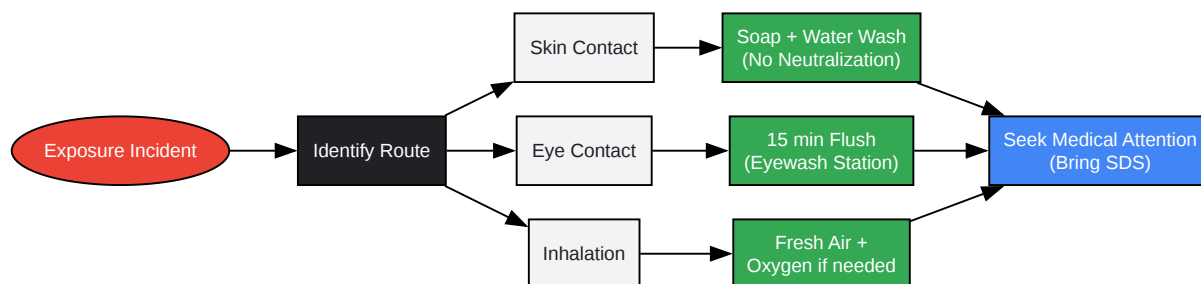 Exposure Incident
Identify Route
Skin Contact
Soap + Water Wash
(No Neutralization)
Eye Contact
15 min Flush
(Eyewash Station)
Inhalation
Fresh Air +
Oxygen if needed
Seek Medical Attention
(Bring SDS)